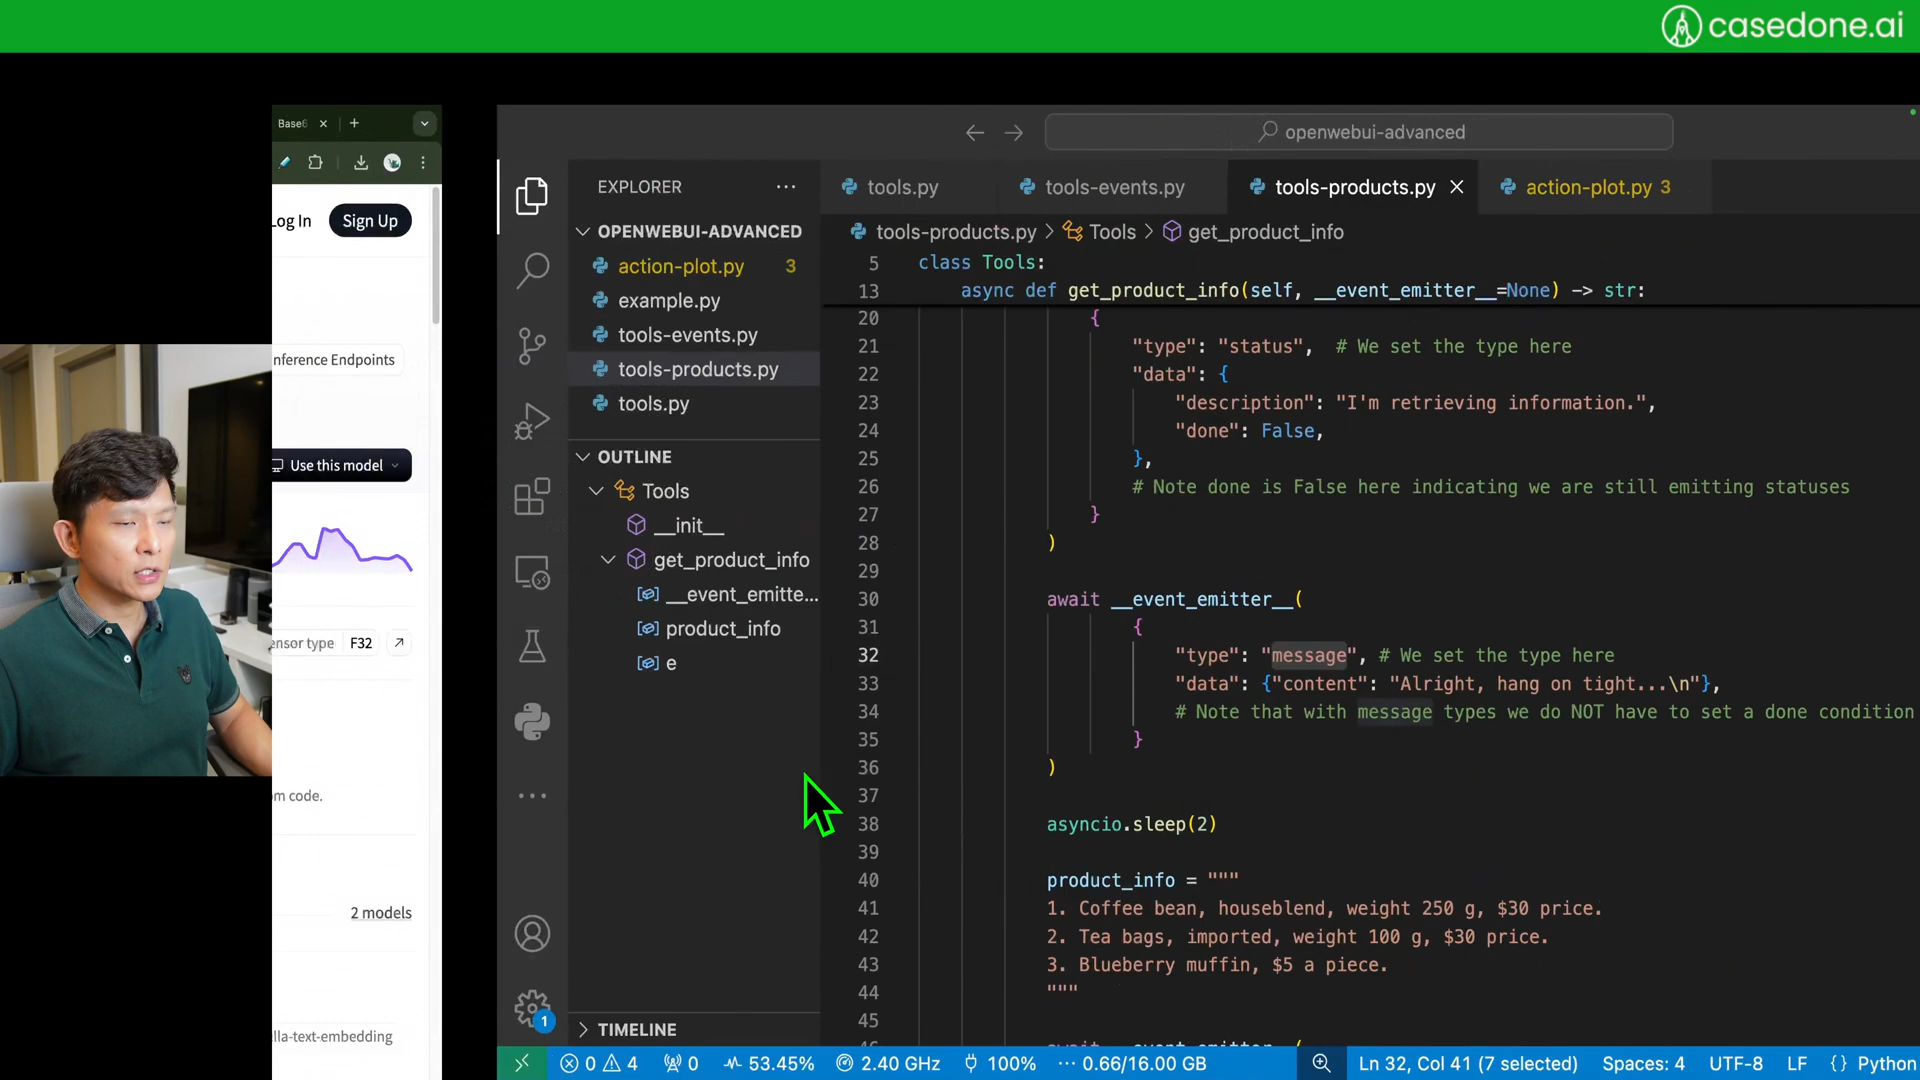 casedone.ai
Base6
Log In
Sign Up
nference Endpoints
Use this model
ensor type
F32
m code.
2 models
lla-text-embedding
openwebui-advanced
EXPLORER
OPENWEBUI-ADVANCED
action-plot.py 3
example.py
tools-events.py
tools-products.py
tools.py
OUTLINE
Tools
__init__
get_product_info
__event_emitte...
product_info
e
TIMELINE
tools.py
tools-events.py
tools-products.py
action-plot.py 3
tools-products.py > Tools > get_product_info
5 class Tools:
13 async def get_product_info(self, __event_emitter__=None) -> str:
20 {
21 "type": "status", # We set the type here
22 "data": {
23 "description": "I'm retrieving information.",
24 "done": False,
25 },
26 # Note done is False here indicating we are still emitting statuses
27 }
28 )
29
30 await __event_emitter__(
31 {
32 "type": "message", # We set the type here
33 "data": {"content": "Alright, hang on tight...\n"},
34 # Note that with message types we do NOT have to set a done condition
35 }
36 )
37
38 asyncio.sleep(2)
39
40 product_info = """
41 1. Coffee bean, houseblend, weight 250 g, $30 price.
42 2. Tea bags, imported, weight 100 g, $30 price.
43 3. Blueberry muffin, $5 a piece.
44 """
45
1
0 4 0 53.45% 2.40 GHz 100% 0.66/16.00 GB Ln 32, Col 41 (7 selected) Spaces: 4 UTF-8 LF {} Python